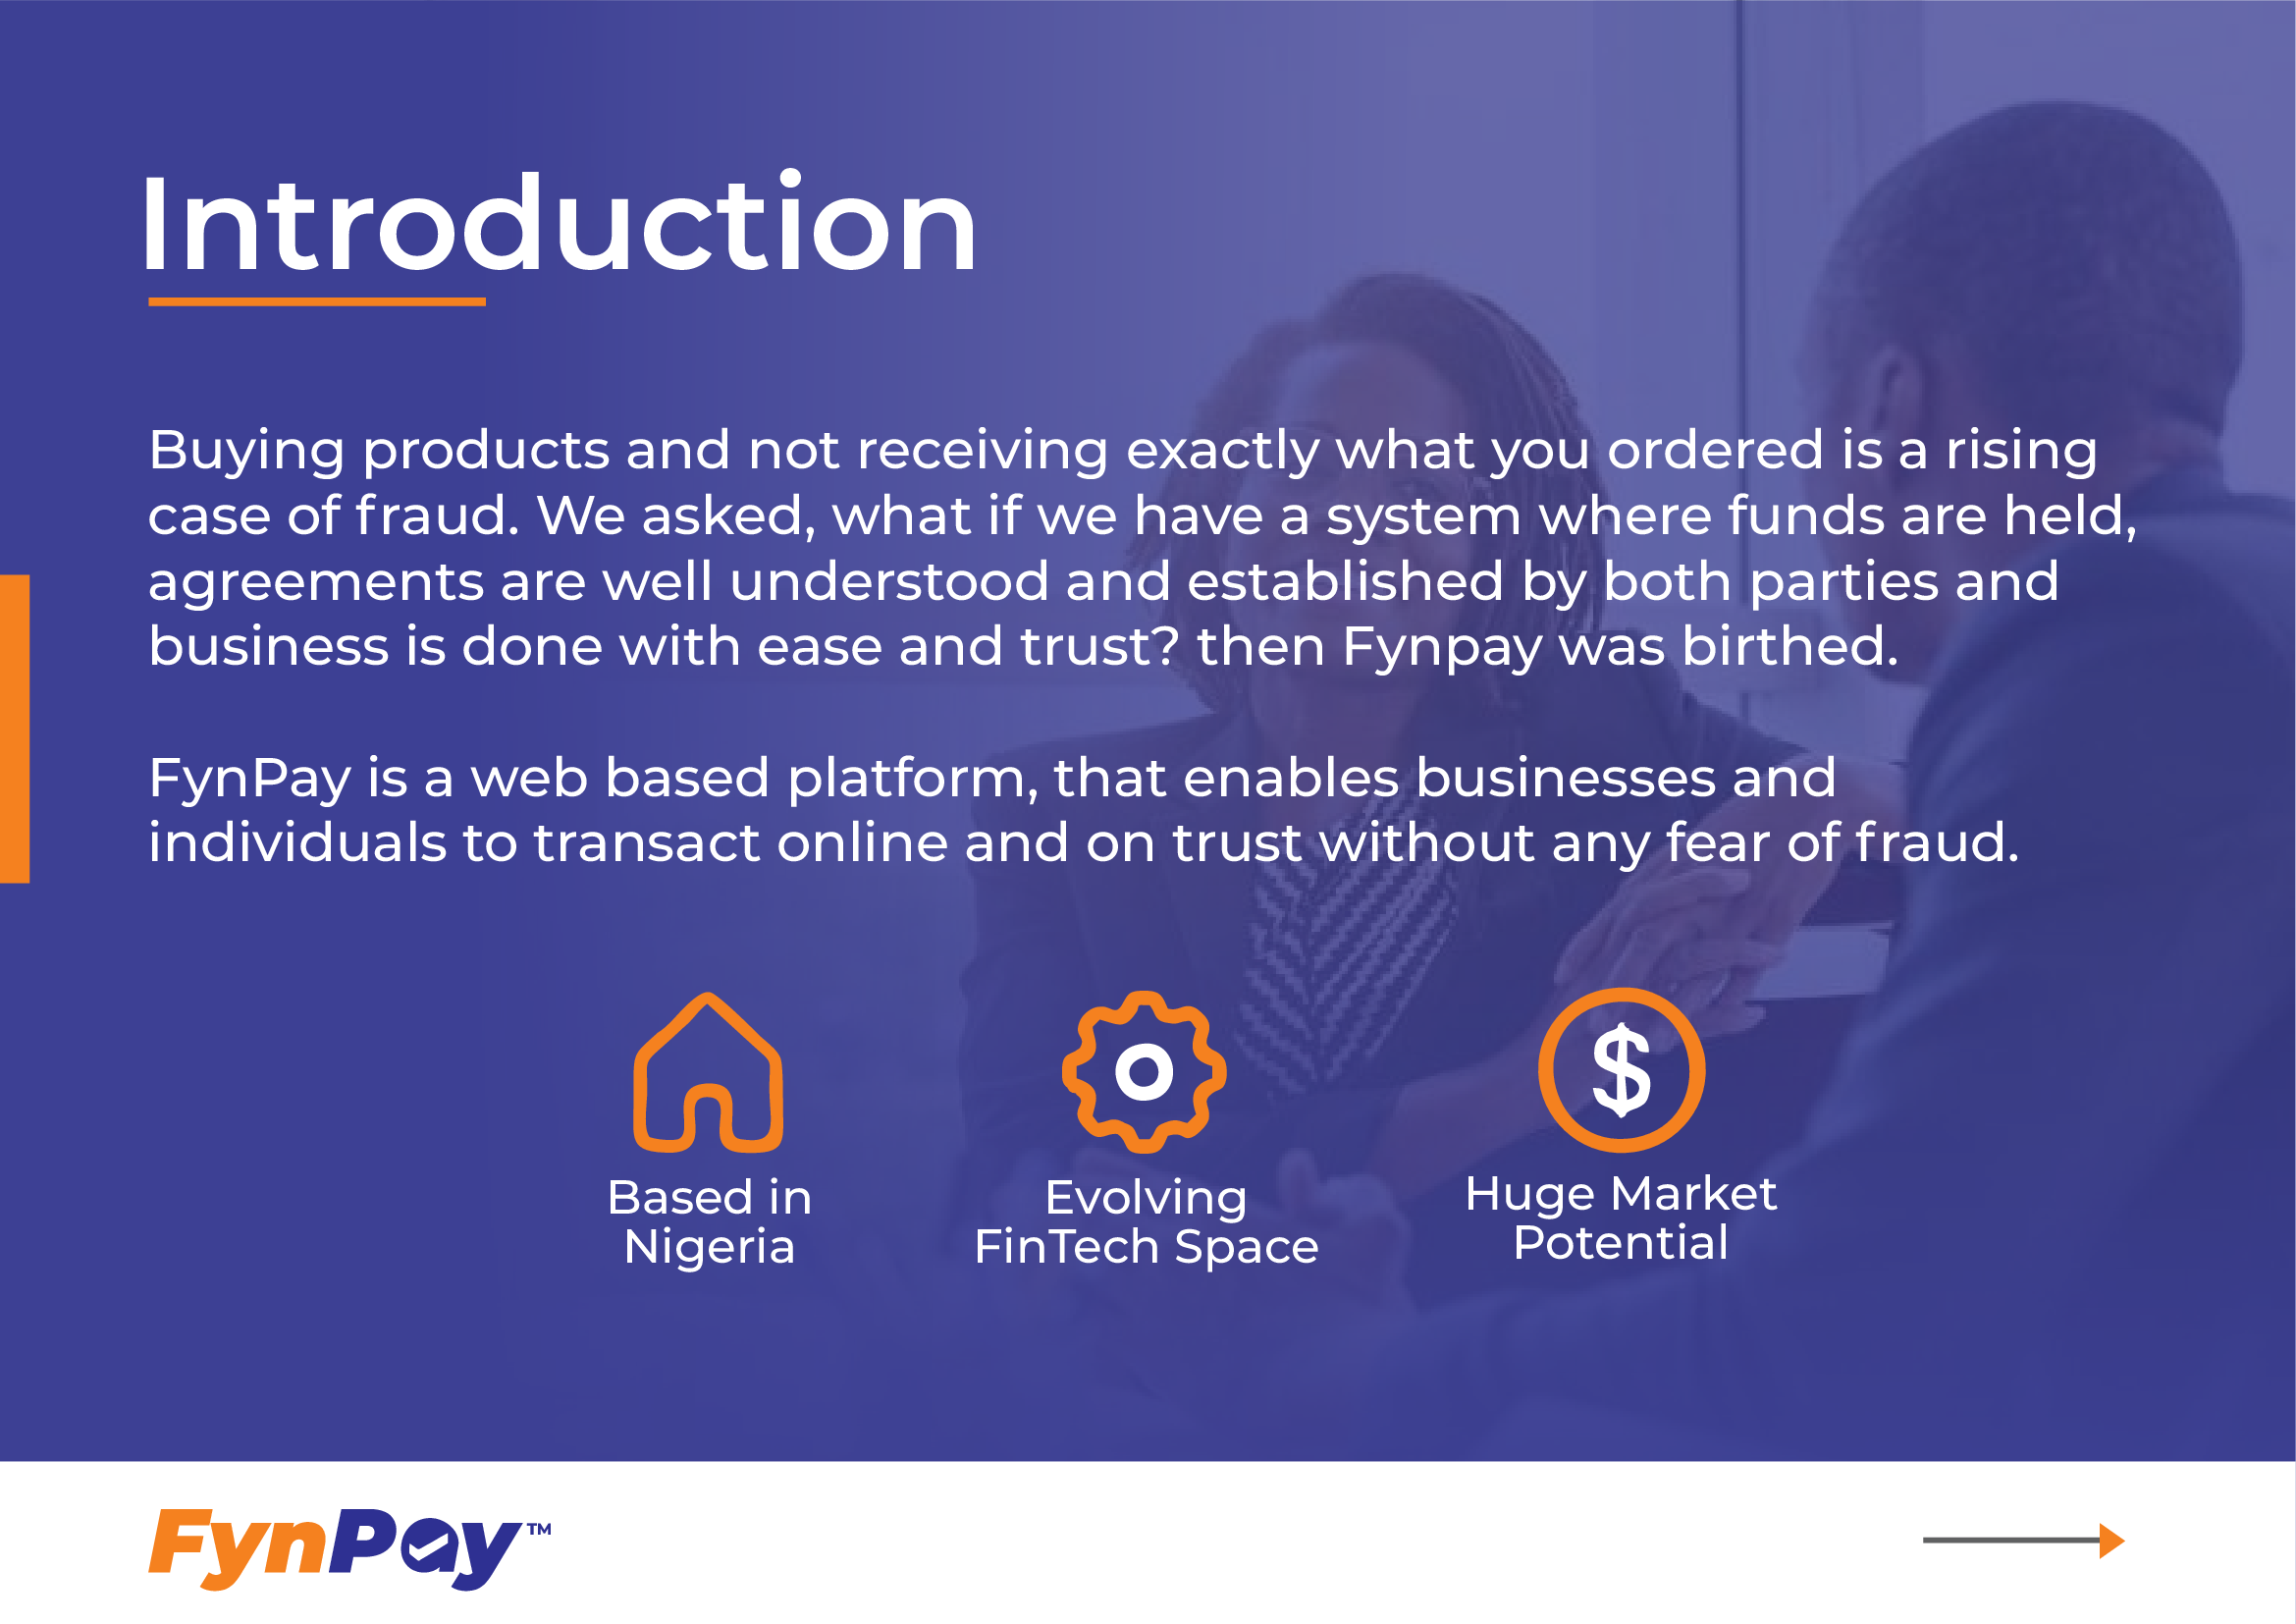 Introduction
Buying products and not receiving exactly what you ordered is a rising
case of fraud. We asked, what if we have a system where funds are held,
agreements are well understood and established by both parties and
business is done with ease and trust? then Fynpay was birthed.
FynPay is a web based platform, that enables businesses and
individuals to transact online and on trust without any fear of fraud.
$
Based in
Nigeria
Evolving
FinTech Space
Huge Market
Potential
FynPay™